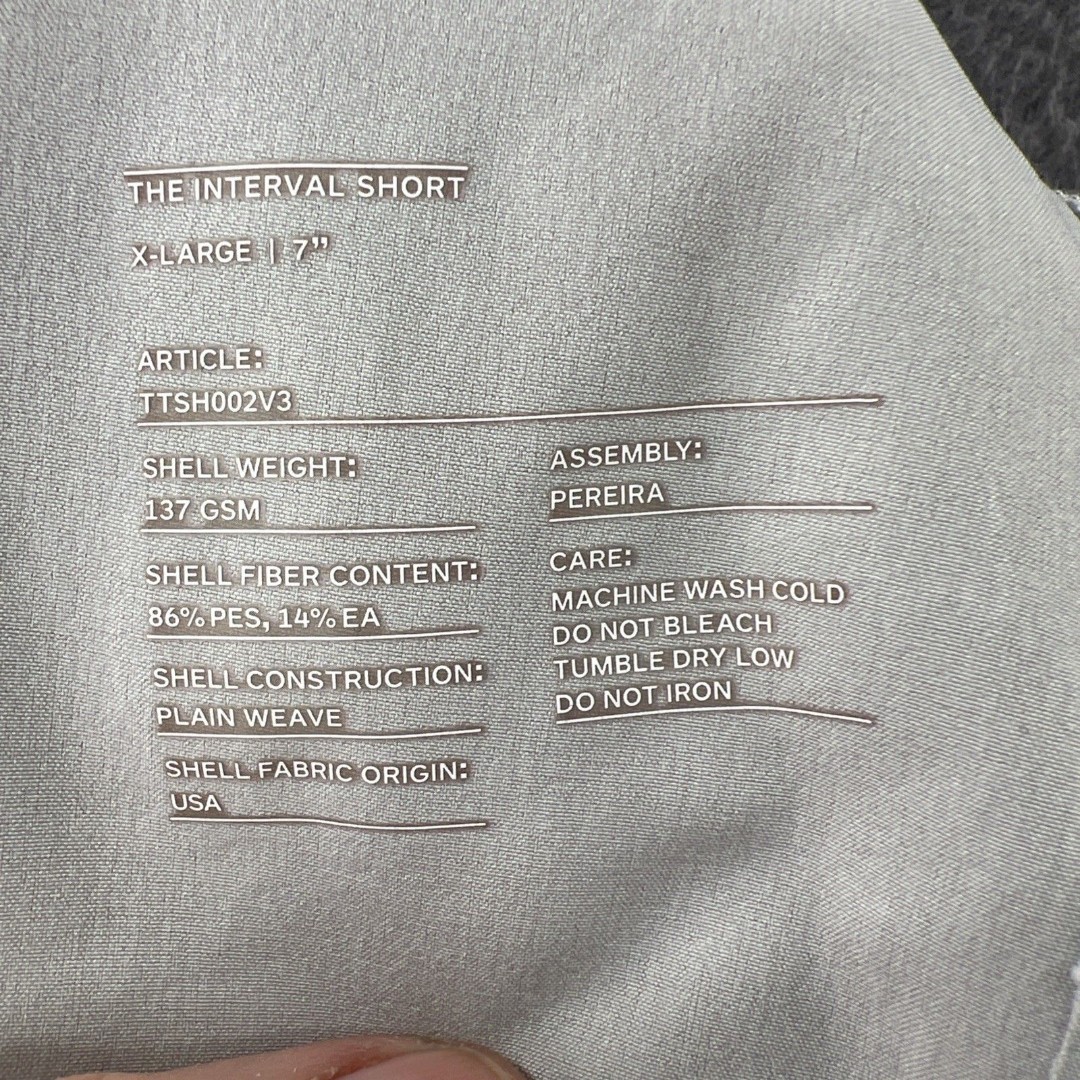 THE INTERVAL SHORT
X-LARGE | 7”
ARTICLE:
TTSH002V3
SHELL WEIGHT:
137 GSM
SHELL FIBER CONTENT:
86% PES, 14% EA
SHELL CONSTRUCTION:
PLAIN WEAVE
SHELL FABRIC ORIGIN:
USA
ASSEMBLY:
PEREIRA
CARE:
MACHINE WASH COLD
DO NOT BLEACH
TUMBLE DRY LOW
DO NOT IRON